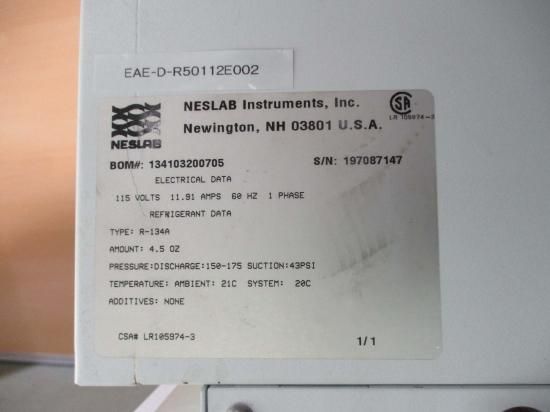 EAE-D-R50112E002
NESLAB
NESLAB Instruments, Inc.
Newington, NH 03801 U.S.A.
SA
LR 105974-3
BOM#: 134103200705 S/N: 197087147
ELECTRICAL DATA
115 VOLTS 11.91 AMPS 60 HZ 1 PHASE
REFRIGERANT DATA
TYPE: R-134A
AMOUNT: 4.5 OZ
PRESSURE:DISCHARGE:150-175 SUCTION:43PSI
TEMPERATURE: AMBIENT: 21C SYSTEM: 20C
ADDITIVES: NONE
CSA# LR105974-3 1/1